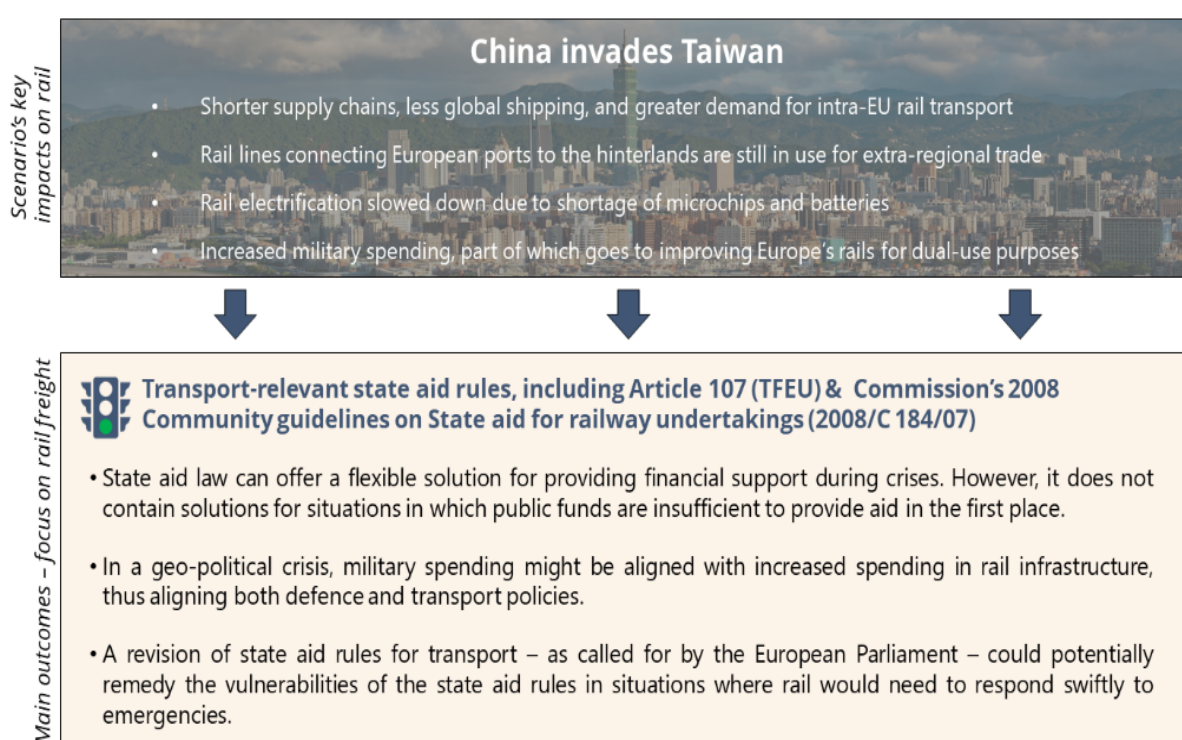 Scenario's key
impacts on rail
China invades Taiwan
• Shorter supply chains, less global shipping, and greater demand for intra-EU rail transport
• Rail lines connecting European ports to the hinterlands are still in use for extra-regional trade
• Rail electrification slowed down due to shortage of microchips and batteries
• Increased military spending, part of which goes to improving Europe's rails for dual-use purposes
Main outcomes – focus on rail freight
Transport-relevant state aid rules, including Article 107 (TFEU) & Commission's 2008
Community guidelines on State aid for railway undertakings (2008/C 184/07)
• State aid law can offer a flexible solution for providing financial support during crises. However, it does not
contain solutions for situations in which public funds are insufficient to provide aid in the first place.
• In a geo-political crisis, military spending might be aligned with increased spending in rail infrastructure,
thus aligning both defence and transport policies.
• A revision of state aid rules for transport – as called for by the European Parliament – could potentially
remedy the vulnerabilities of the state aid rules in situations where rail would need to respond swiftly to
emergencies.